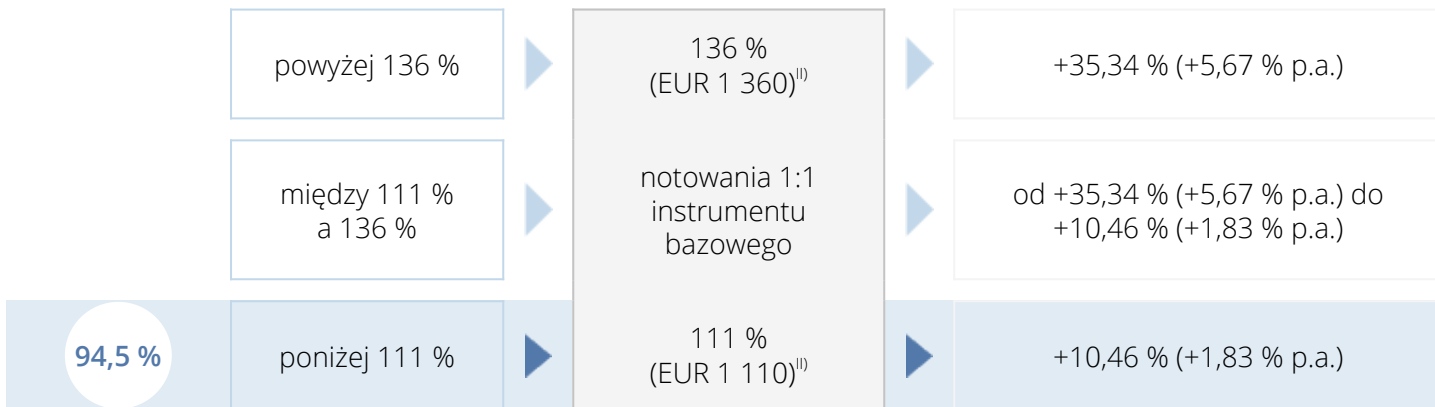 powyżej 136 %
136 %
(EUR 1 360)II)
+35,34 % (+5,67 % p.a.)
między 111 %
a 136 %
notowania 1:1
instrumentu
bazowego
od +35,34 % (+5,67 % p.a.) do
+10,46 % (+1,83 % p.a.)
94,5 %
poniżej 111 %
111 %
(EUR 1 110)II)
+10,46 % (+1,83 % p.a.)